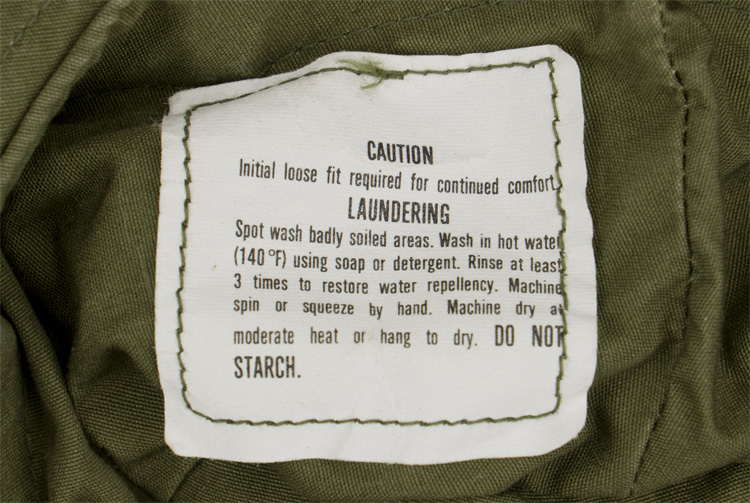 CAUTION
Initial loose fit required for continued comfort.
LAUNDERING
Spot wash badly soiled areas. Wash in hot water
(140 °F) using soap or detergent. Rinse at least
3 times to restore water repellency. Machine
spin or squeeze by hand. Machine dry at
moderate heat or hang to dry. DO NOT
STARCH.